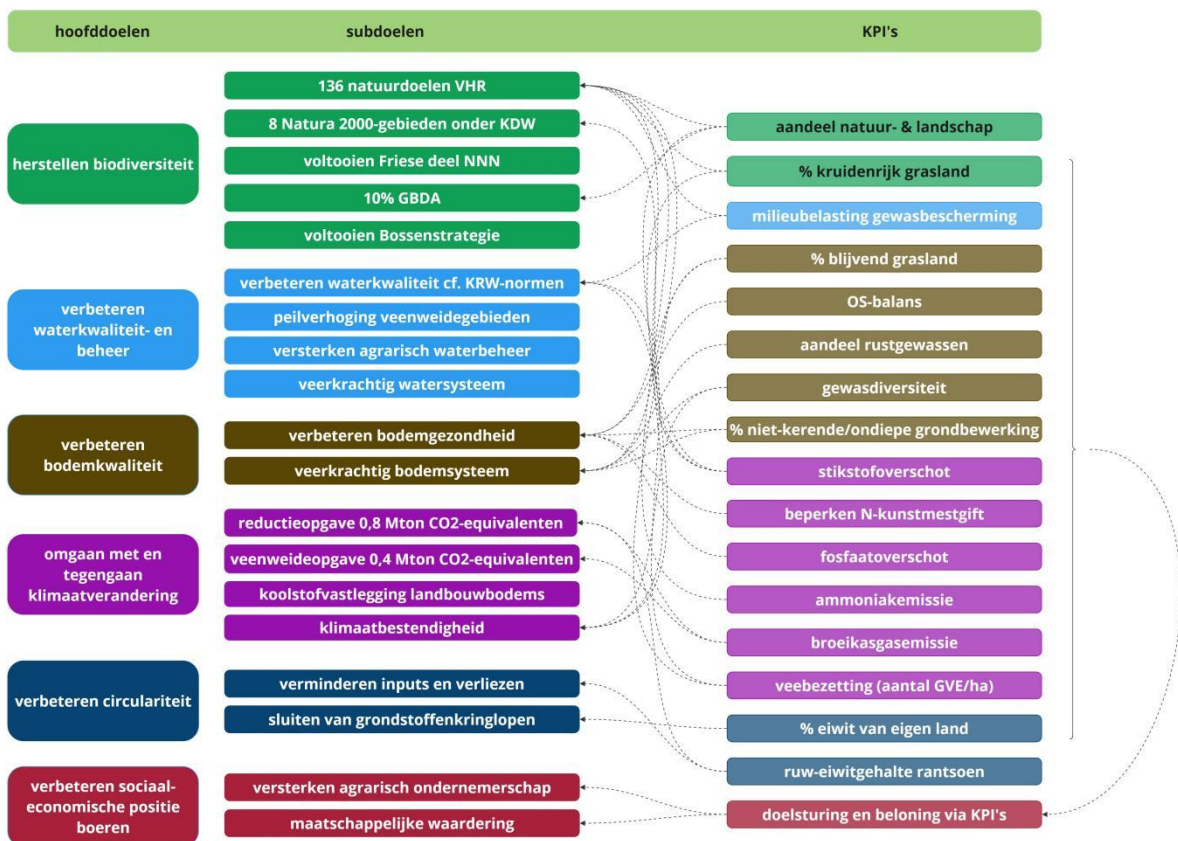 hoofddoelen
subdoelen
KPI's
herstellen biodiversiteit
verbeteren
waterkwaliteit- en
beheer
verbeteren
bodemkwaliteit
omgaan met en
tegengaan
klimaatverandering
verbeteren circulariteit
verbeteren sociaal-
economische positie
boeren
136 natuurdoelen VHR
8 Natura 2000-gebieden onder KDW
voltooien Friese deel NNN
10% GBDA
voltooien Bossenstrategie
verbeteren waterkwaliteit cf. KRW-normen
peilverhoging veenweidegebieden
versterken agrarisch waterbeheer
veerkrachtig watersysteem
verbeteren bodemgezondheid
veerkrachtig bodemsysteem
reductieopgave 0,8 Mton CO2-equivalenten
veenweideopgave 0,4 Mton CO2-equivalenten
koolstofvastlegging landbouwbodems
klimaatbestendigheid
verminderen inputs en verliezen
sluiten van grondstoffenkringlopen
versterken agrarisch ondernemerschap
maatschappelijke waardering
aandeel natuur- & landschap
% kruidenrijk grasland
milieubelasting gewasbescherming
% blijvend grasland
OS-balans
aandeel rustgewassen
gewasdiversiteit
% niet-kerende/ondiepe grondbewerking
stikstofoverschot
beperken N-kunstmestgift
fosfaatoverschot
ammoniakemissie
broeikasgasemissie
veebezetting (aantal GVE/ha)
% eiwit van eigen land
ruw-eiwitgehalte rantsoen
doelsturing en beloning via KPI's